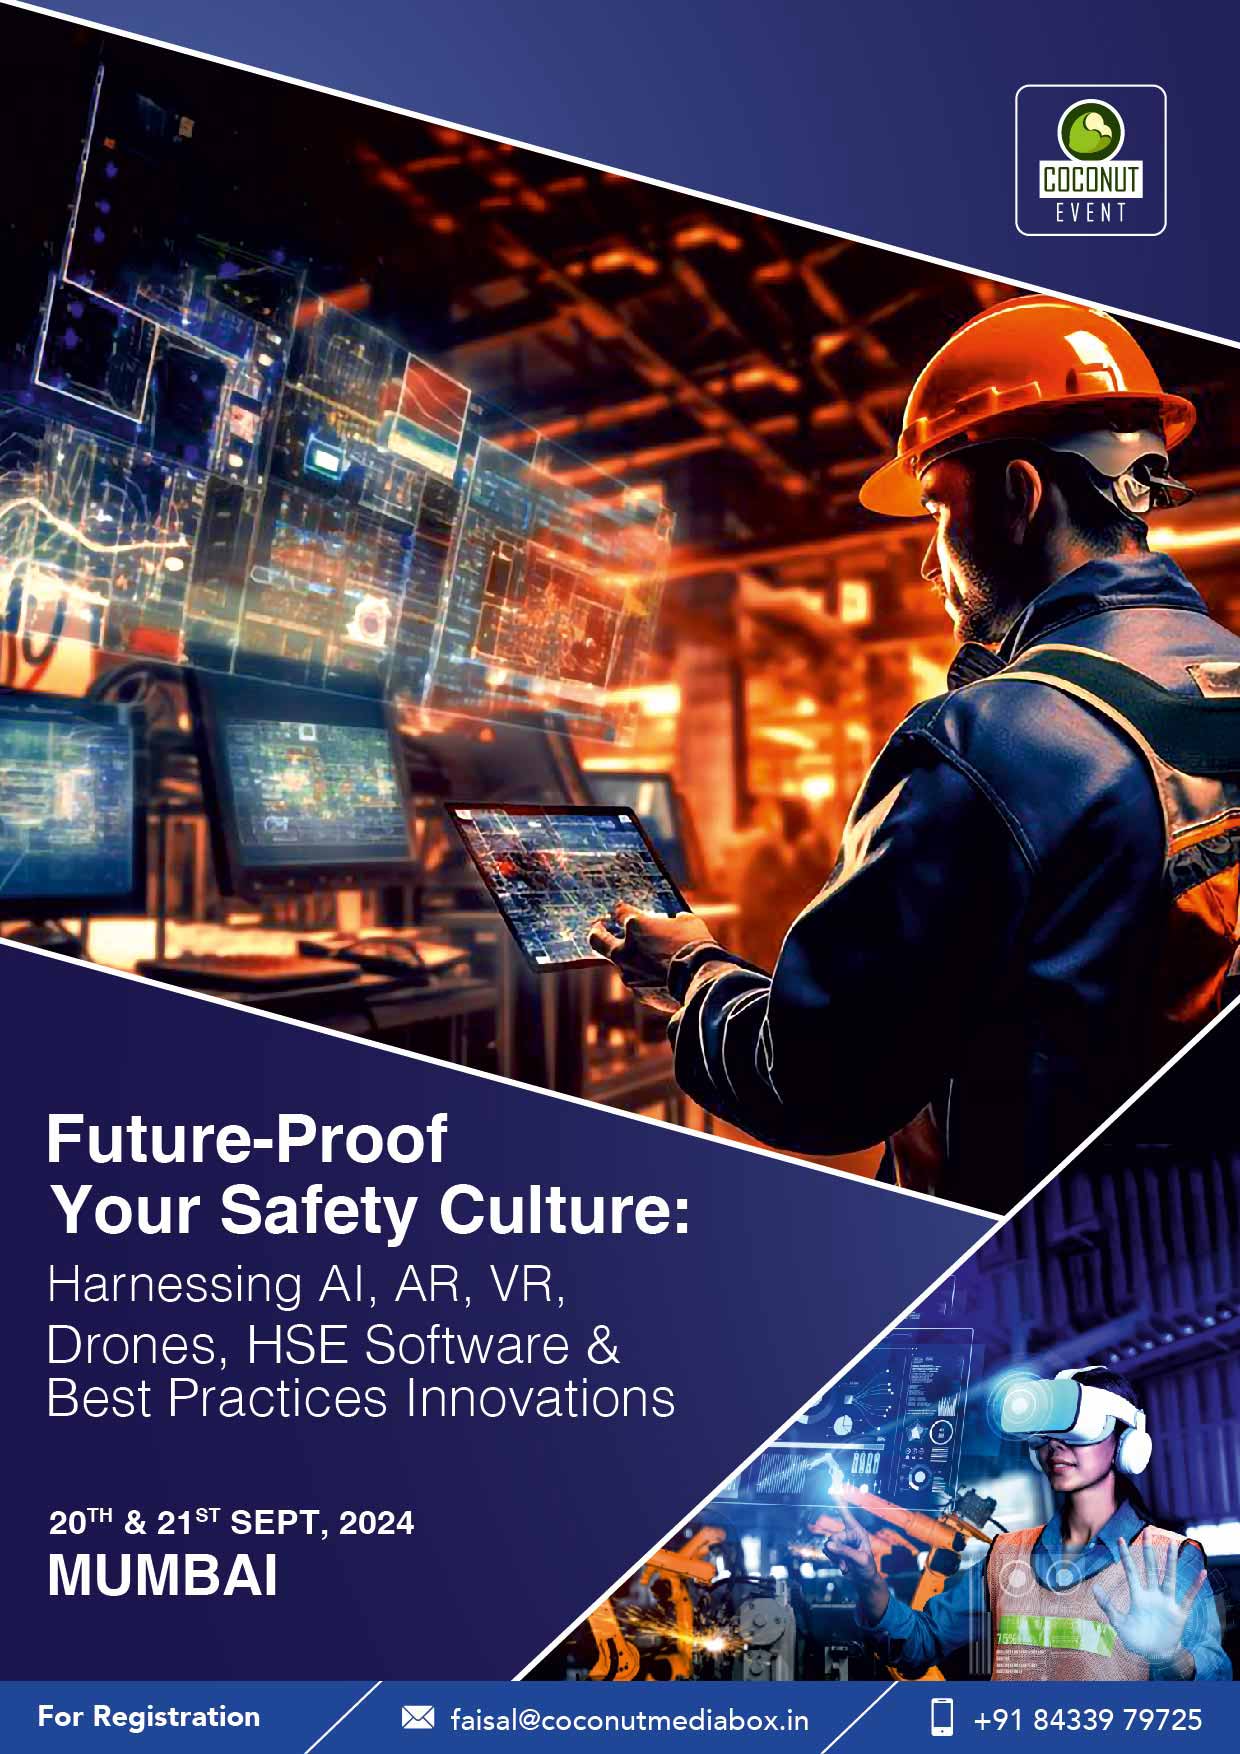 COCONUT
EVENT
Future-Proof
Your Safety Culture:
Harnessing AI, AR, VR,
Drones, HSE Software &
Best Practices Innovations
20TH & 21ST SEPT, 2024
MUMBAI
75%
For Registration
faisal@coconutmediabox.in
+91 84339 79725